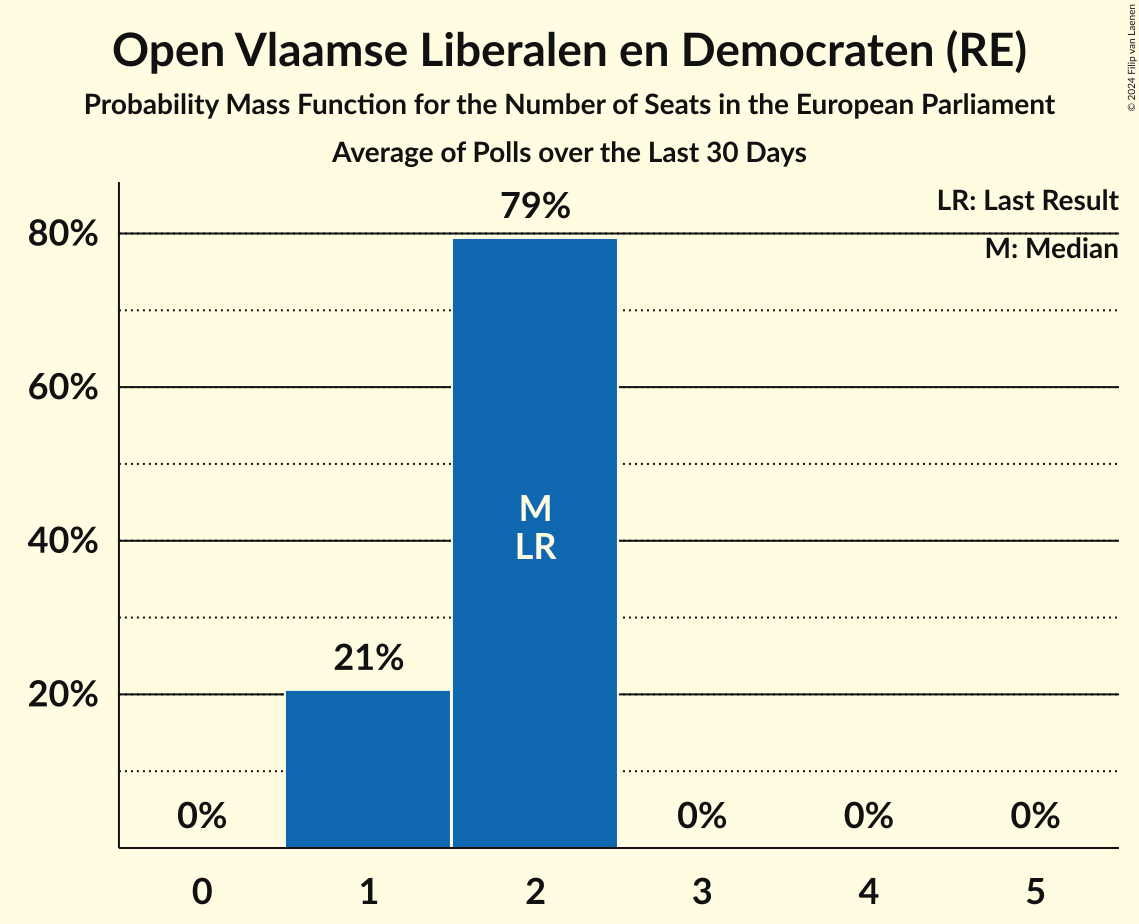 Open Vlaamse Liberalen en Democraten (RE)
Probability Mass Function for the Number of Seats in the European Parliament
Average of Polls over the Last 30 Days
© 2024 Filip van Laenen
LR: Last Result
M: Median
79%
80%
60%
M
40%
LR
21%
20%
0%
0%
0%
0%
0 1 2 3 4 5